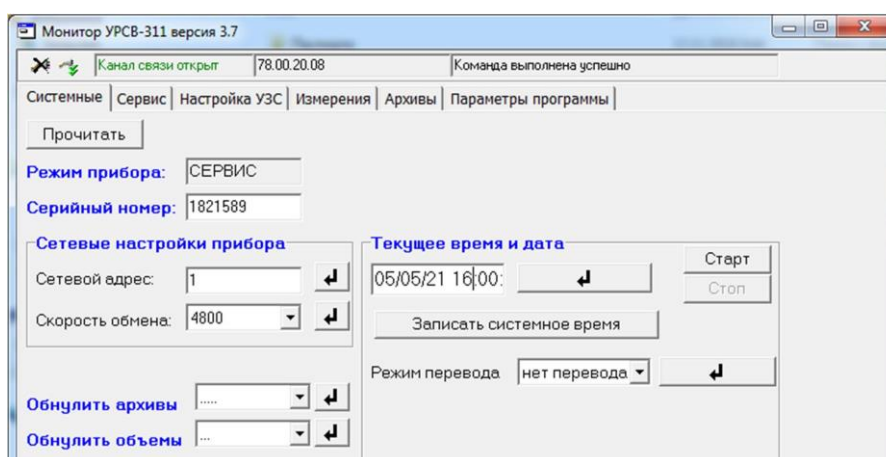 Монитор УРСВ-311 версия 3.7
Канал связи открыт 78.00.20.08 Команда выполнена успешно
Системные Сервис Настройка УЗС Измерения Архивы Параметры программы
Прочитать
Режим прибора: СЕРВИС
Серийный номер: 1821589
Сетевые настройки прибора
Сетевой адрес: 1
Скорость обмена: 4800
Обнулить архивы .....
Обнулить объемы ...
Текущее время и дата
05/05/21 16:00:
Старт
Стоп
Записать системное время
Режим перевода нет перевода